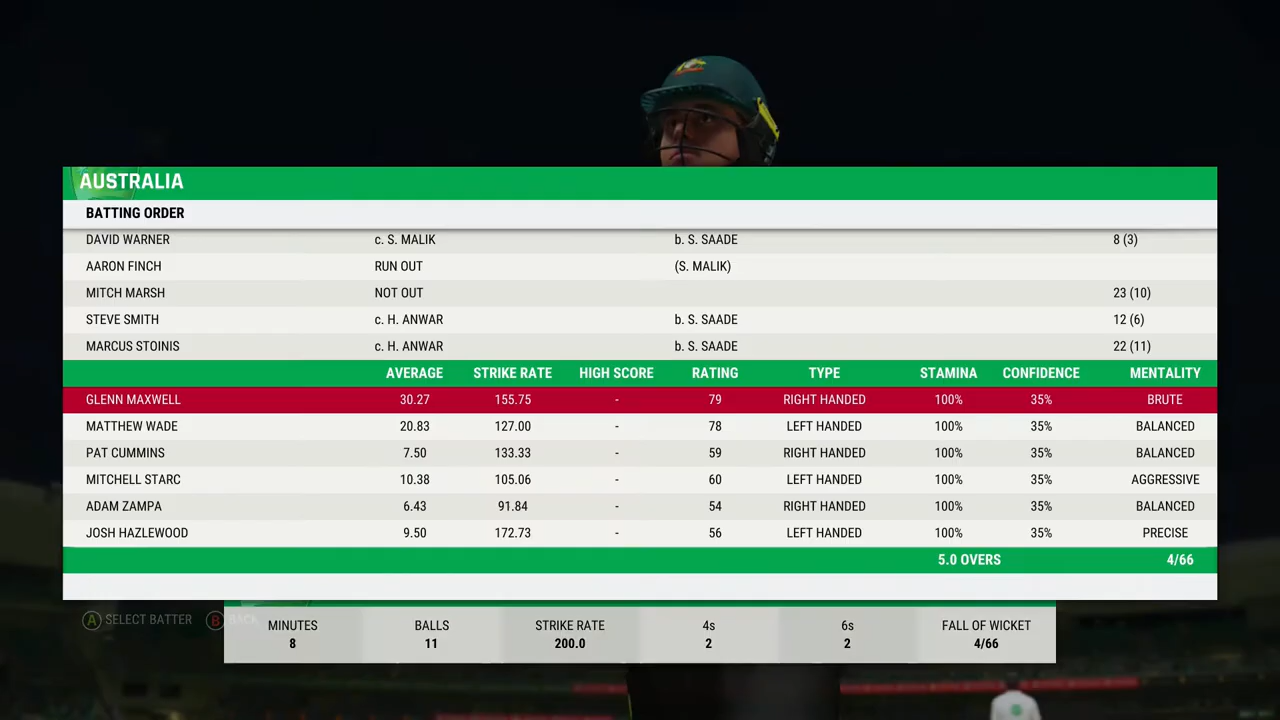 AUSTRALIA
BATTING ORDER
DAVID WARNER c. S. MALIK b. S. SAADE 8 (3)
AARON FINCH RUN OUT (S. MALIK)
MITCH MARSH NOT OUT 23 (10)
STEVE SMITH c. H. ANWAR b. S. SAADE 12 (6)
MARCUS STOINIS c. H. ANWAR b. S. SAADE 22 (11)
AVERAGE STRIKE RATE HIGH SCORE RATING TYPE STAMINA CONFIDENCE MENTALITY
GLENN MAXWELL 30.27 155.75 - 79 RIGHT HANDED 100% 35% BRUTE
MATTHEW WADE 20.83 127.00 - 78 LEFT HANDED 100% 35% BALANCED
PAT CUMMINS 7.50 133.33 - 59 RIGHT HANDED 100% 35% BALANCED
MITCHELL STARC 10.38 105.06 - 60 LEFT HANDED 100% 35% AGGRESSIVE
ADAM ZAMPA 6.43 91.84 - 54 RIGHT HANDED 100% 35% BALANCED
JOSH HAZLEWOOD 9.50 172.73 - 56 LEFT HANDED 100% 35% PRECISE
5.0 OVERS 4/66
A SELECT BATTER B BACK
MINUTES BALLS STRIKE RATE 4s 6s FALL OF WICKET
8 11 200.0 2 2 4/66